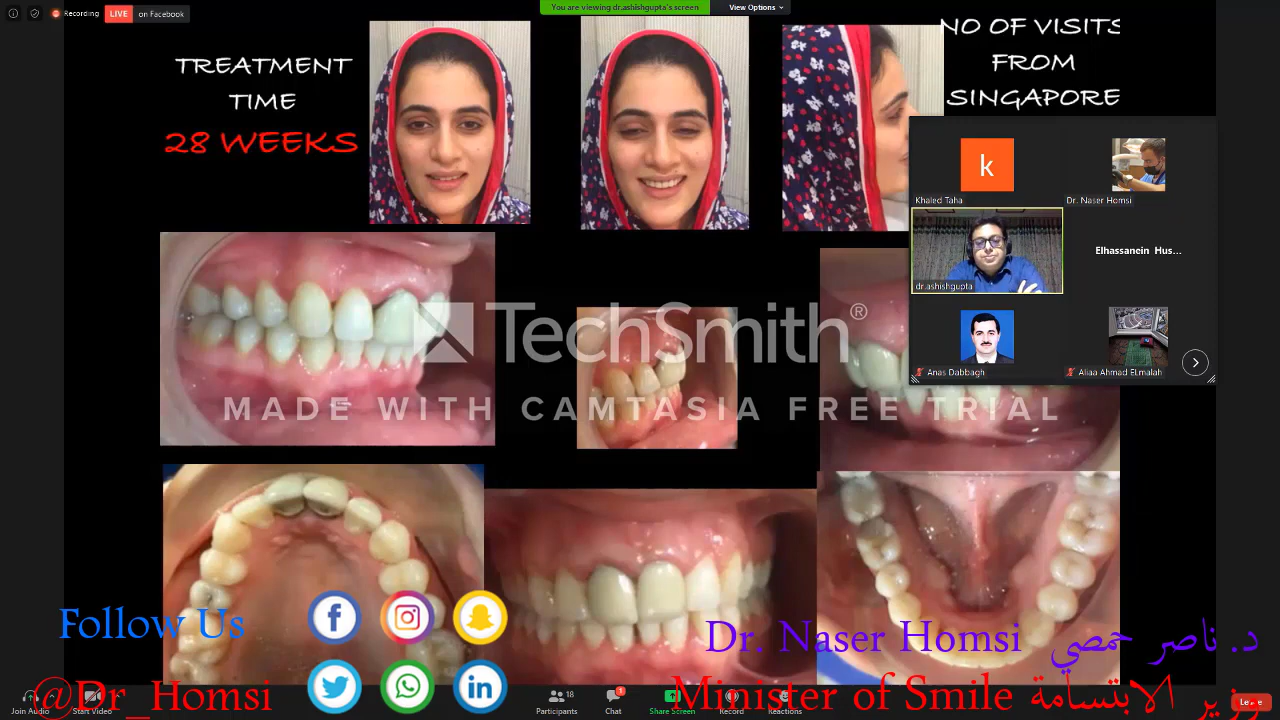 Recording
LIVE
on Facebook
You are viewing dr.ashishgupta's screen
View Options
TREATMENT
TIME
28 WEEKS
NO OF VISITS
FROM
SINGAPORE
k
Khaled Taha
Dr. Naser Homsi
dr.ashishgupta
Elhassanein Hus...
Anas Dabbagh
Aliaa Ahmad ELmalah
TechSmith®
MADE WITH CAMTASIA FREE TRIAL
Follow Us
@Dr_Homsi
Dr. Naser Homsi د. ناصر حمصي
Minister of Smile وزير الابتسامة
Join Audio
Start Video
18
Participants
1
Chat
Share Screen
Record
Reactions
Leave